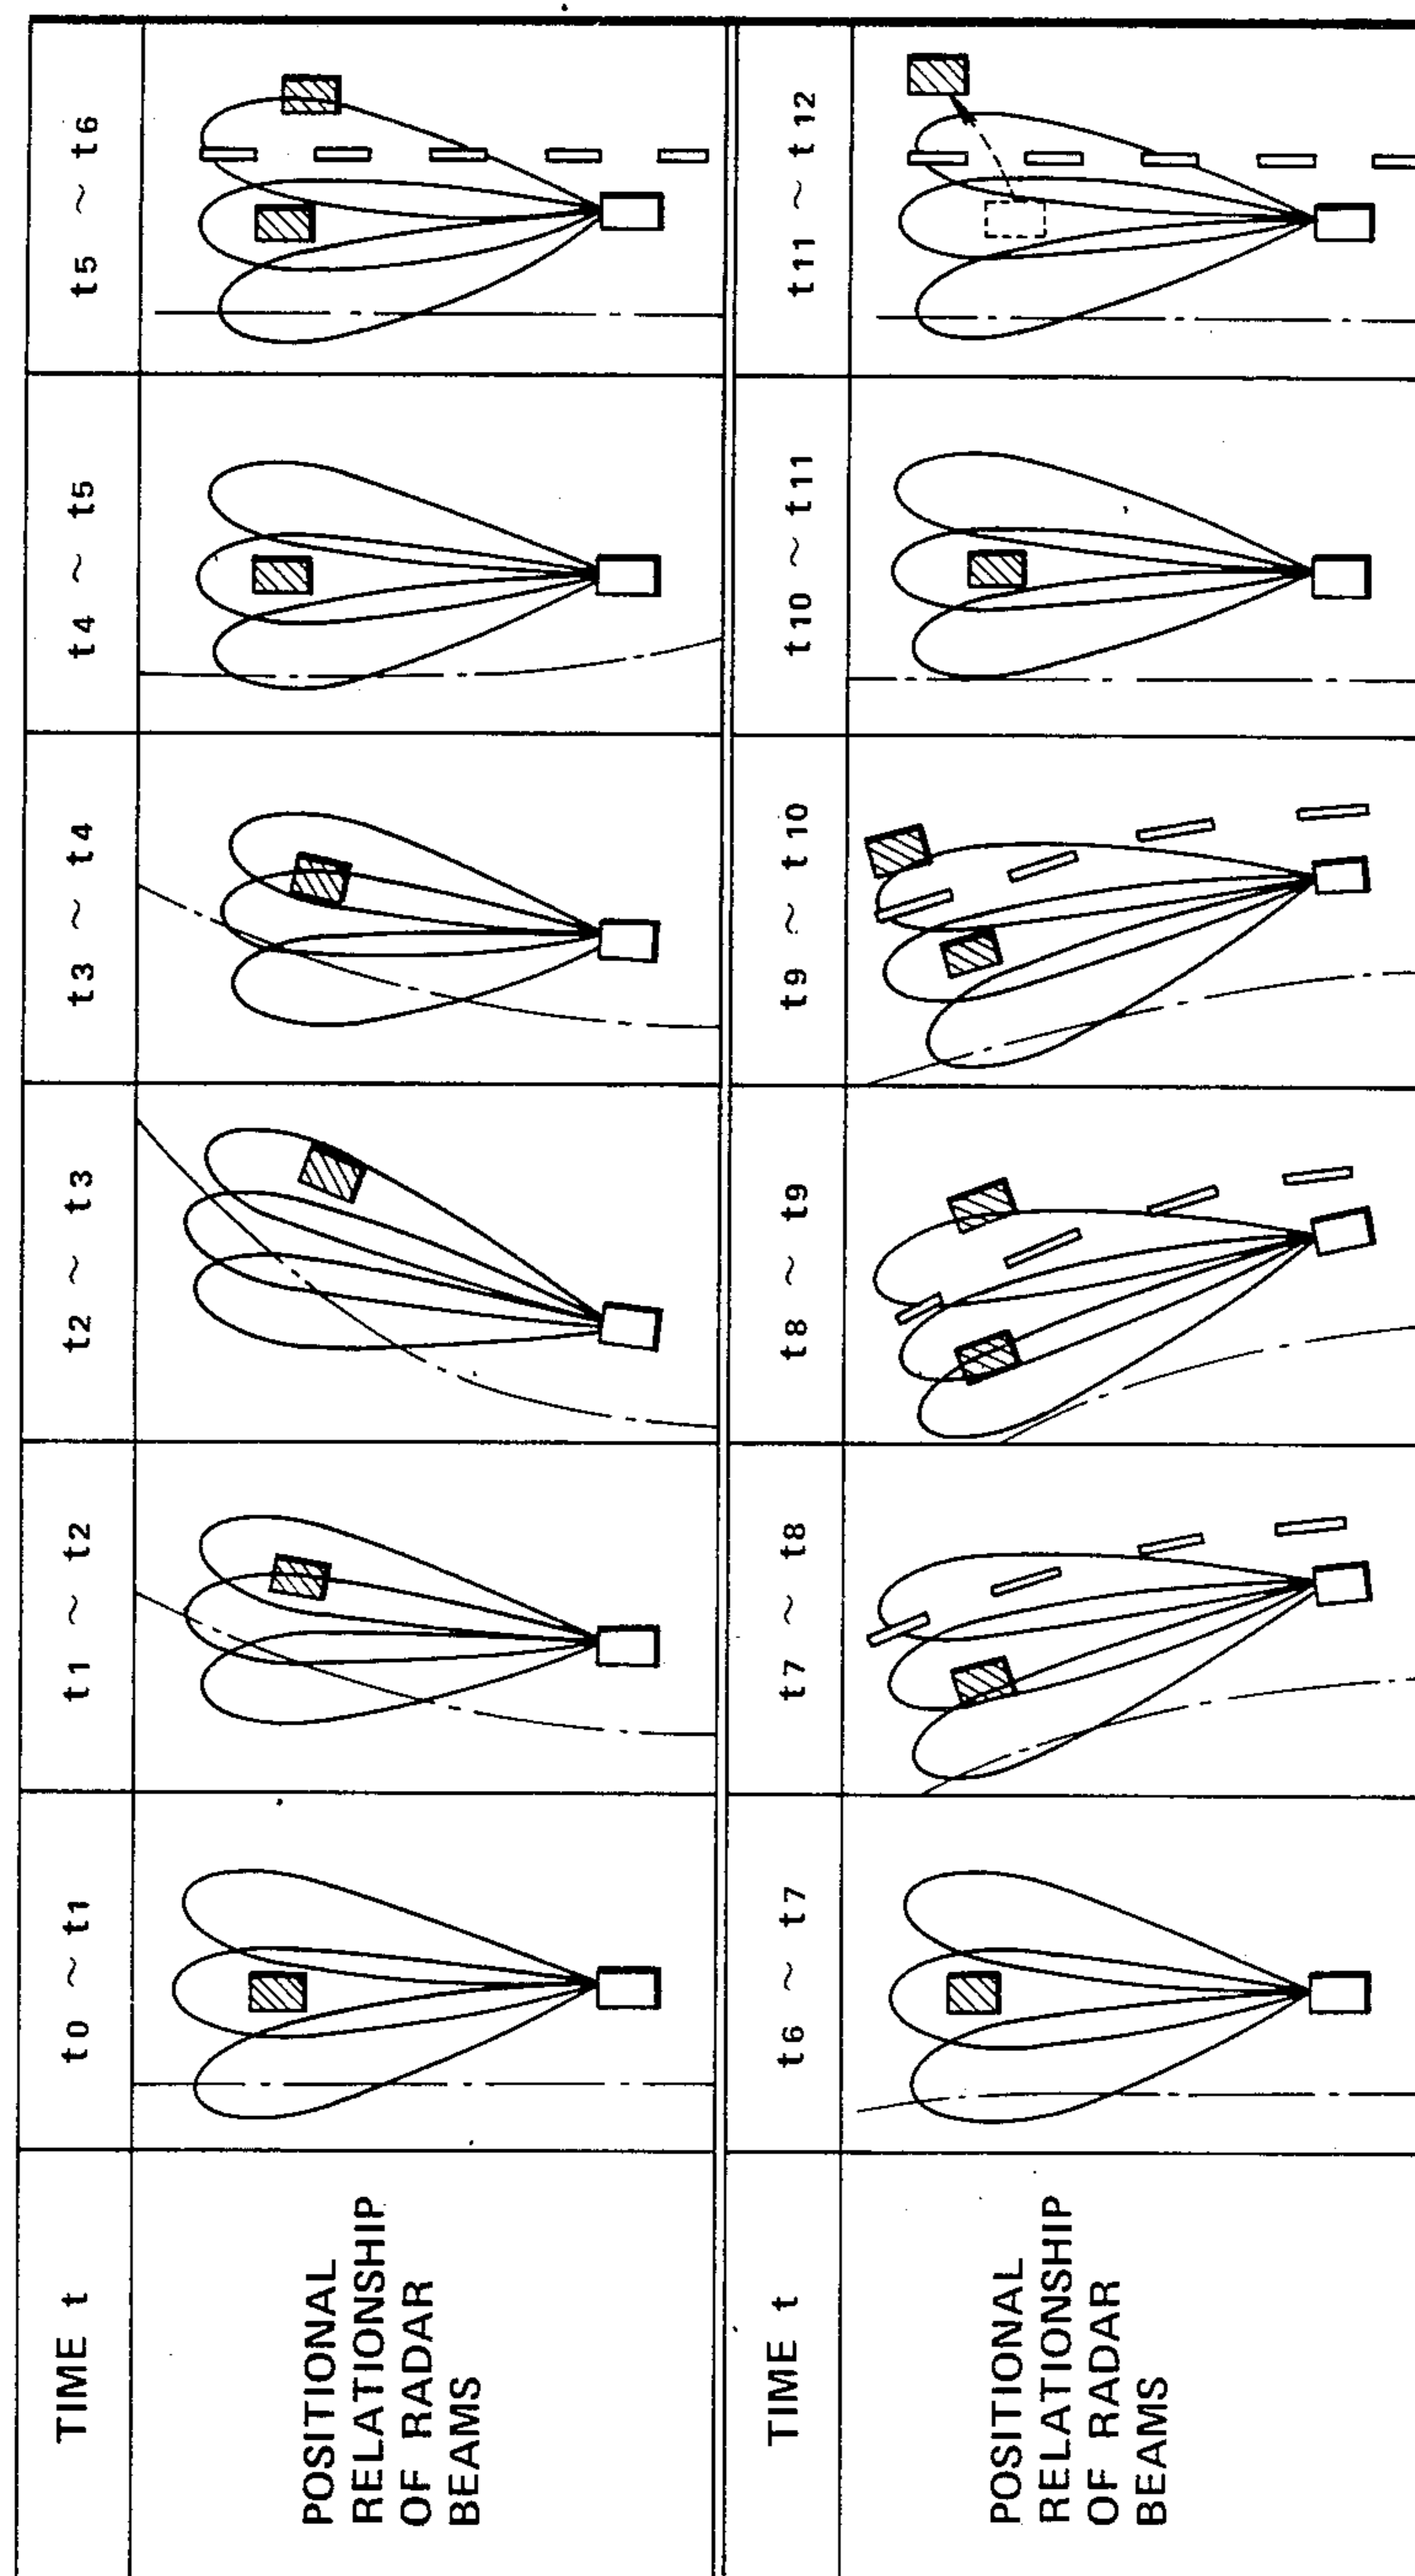 TIME t
t0 ~ t1
t1 ~ t2
t2 ~ t3
t3 ~ t4
t4 ~ t5
t5 ~ t6
POSITIONAL
RELATIONSHIP
OF RADAR
BEAMS
TIME t
t6 ~ t7
t7 ~ t8
t8 ~ t9
t9 ~ t10
t10 ~ t11
t11 ~ t12
POSITIONAL
RELATIONSHIP
OF RADAR
BEAMS